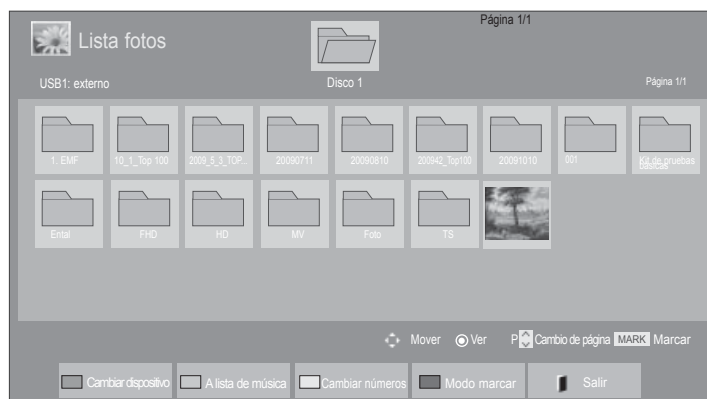 Página 1/1
Lista fotos
USB1: externo
Disco 1
Página 1/1
1. EMF
10_1_Top 100
2009_5_3_TOP...
20090711
20090810
200942_Top100
20091010
001
Kit de pruebas
básicas
Ental
FHD
HD
MV
Foto
TS
Mover
Ver
P
Cambio de página
MARK
Marcar
Cambiar dispositivo
A lista de música
Cambiar números
Modo marcar
Salir